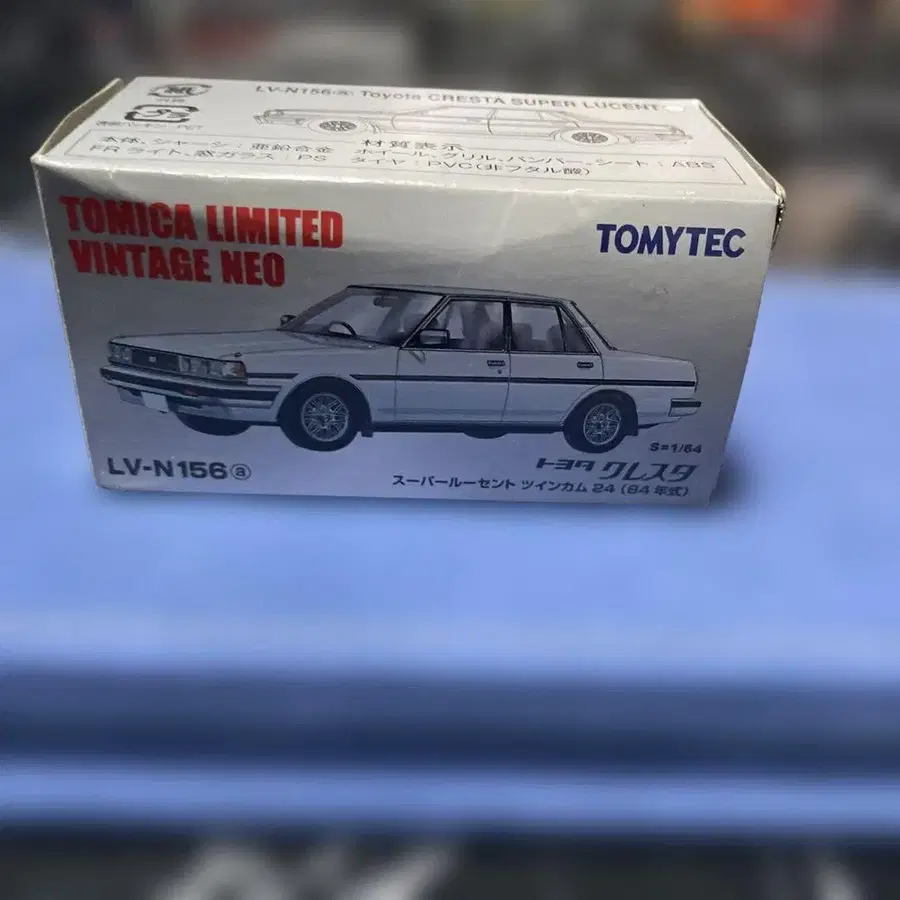 LV-N156ⓐ Toyota CRESTA SUPER LUCENT
材質表示
本体、シャーシ:亜鉛合金 ホイール、グリル、バンパー、シート:ABS
FRライト、窓ガラス:PS タイヤ:PVC(非フタル酸)
TOMICA LIMITED
VINTAGE NEO
TOMYTEC
S=1/64
LV-N156ⓐ
トヨタ クレスタ
スーパールーセント ツインカム 24 (84 年式)